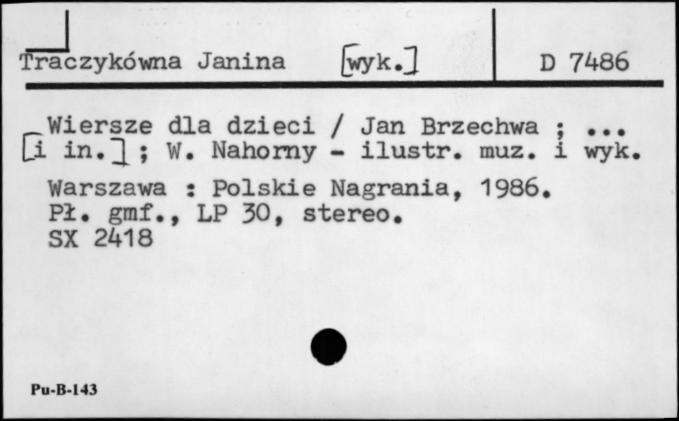 Traczykówna Janina [wyk.] D 7486
Wiersze dla dzieci / Jan Brzechwa ; ...
[i in.] ; W. Nahorny - ilustr. muz. i wyk.
Warszawa : Polskie Nagrania, 1986.
Pł. gmf., LP 30, stereo.
SX 2418
Pu-B-143